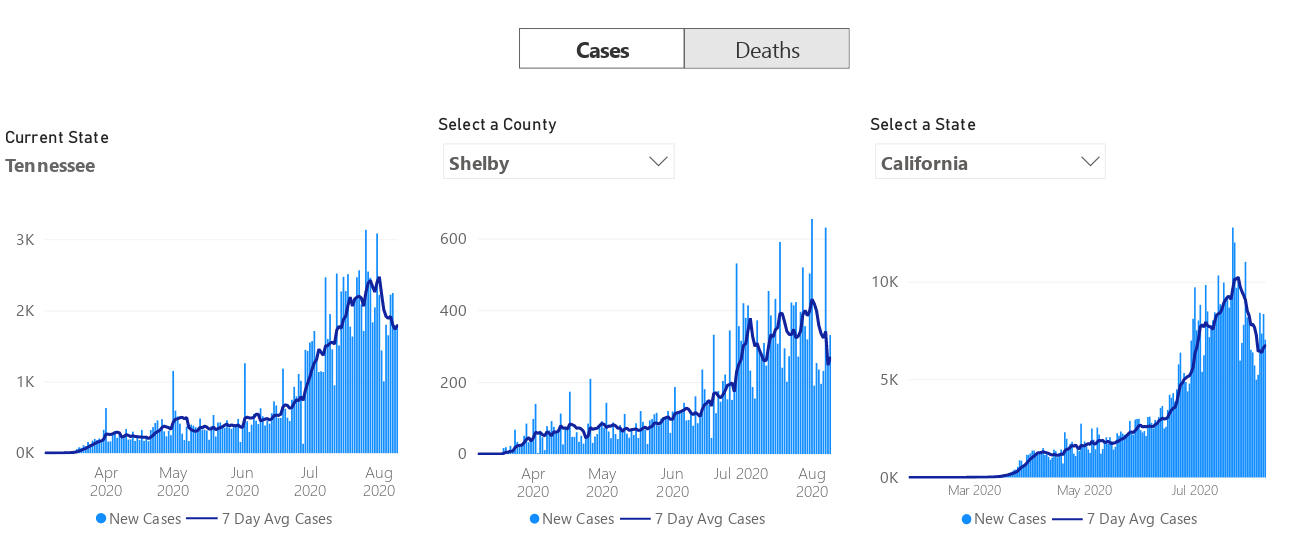 Cases Deaths
Current State
Tennessee
Select a County
Shelby
Select a State
California
3K
2K
1K
0K
Apr 2020
May 2020
Jun 2020
Jul 2020
Aug 2020
New Cases 7 Day Avg Cases
600
400
200
0
Apr 2020
May 2020
Jun 2020
Jul 2020
Aug 2020
New Cases 7 Day Avg Cases
10K
5K
0K
Mar 2020 May 2020 Jul 2020
New Cases 7 Day Avg Cases